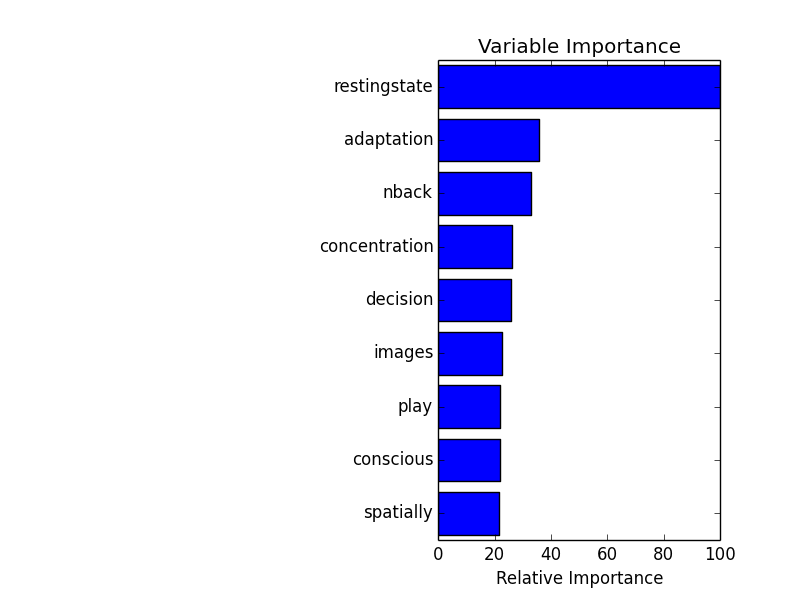 Variable Importance
restingstate
adaptation
nback
concentration
decision
images
play
conscious
spatially
0 20 40 60 80 100
Relative Importance